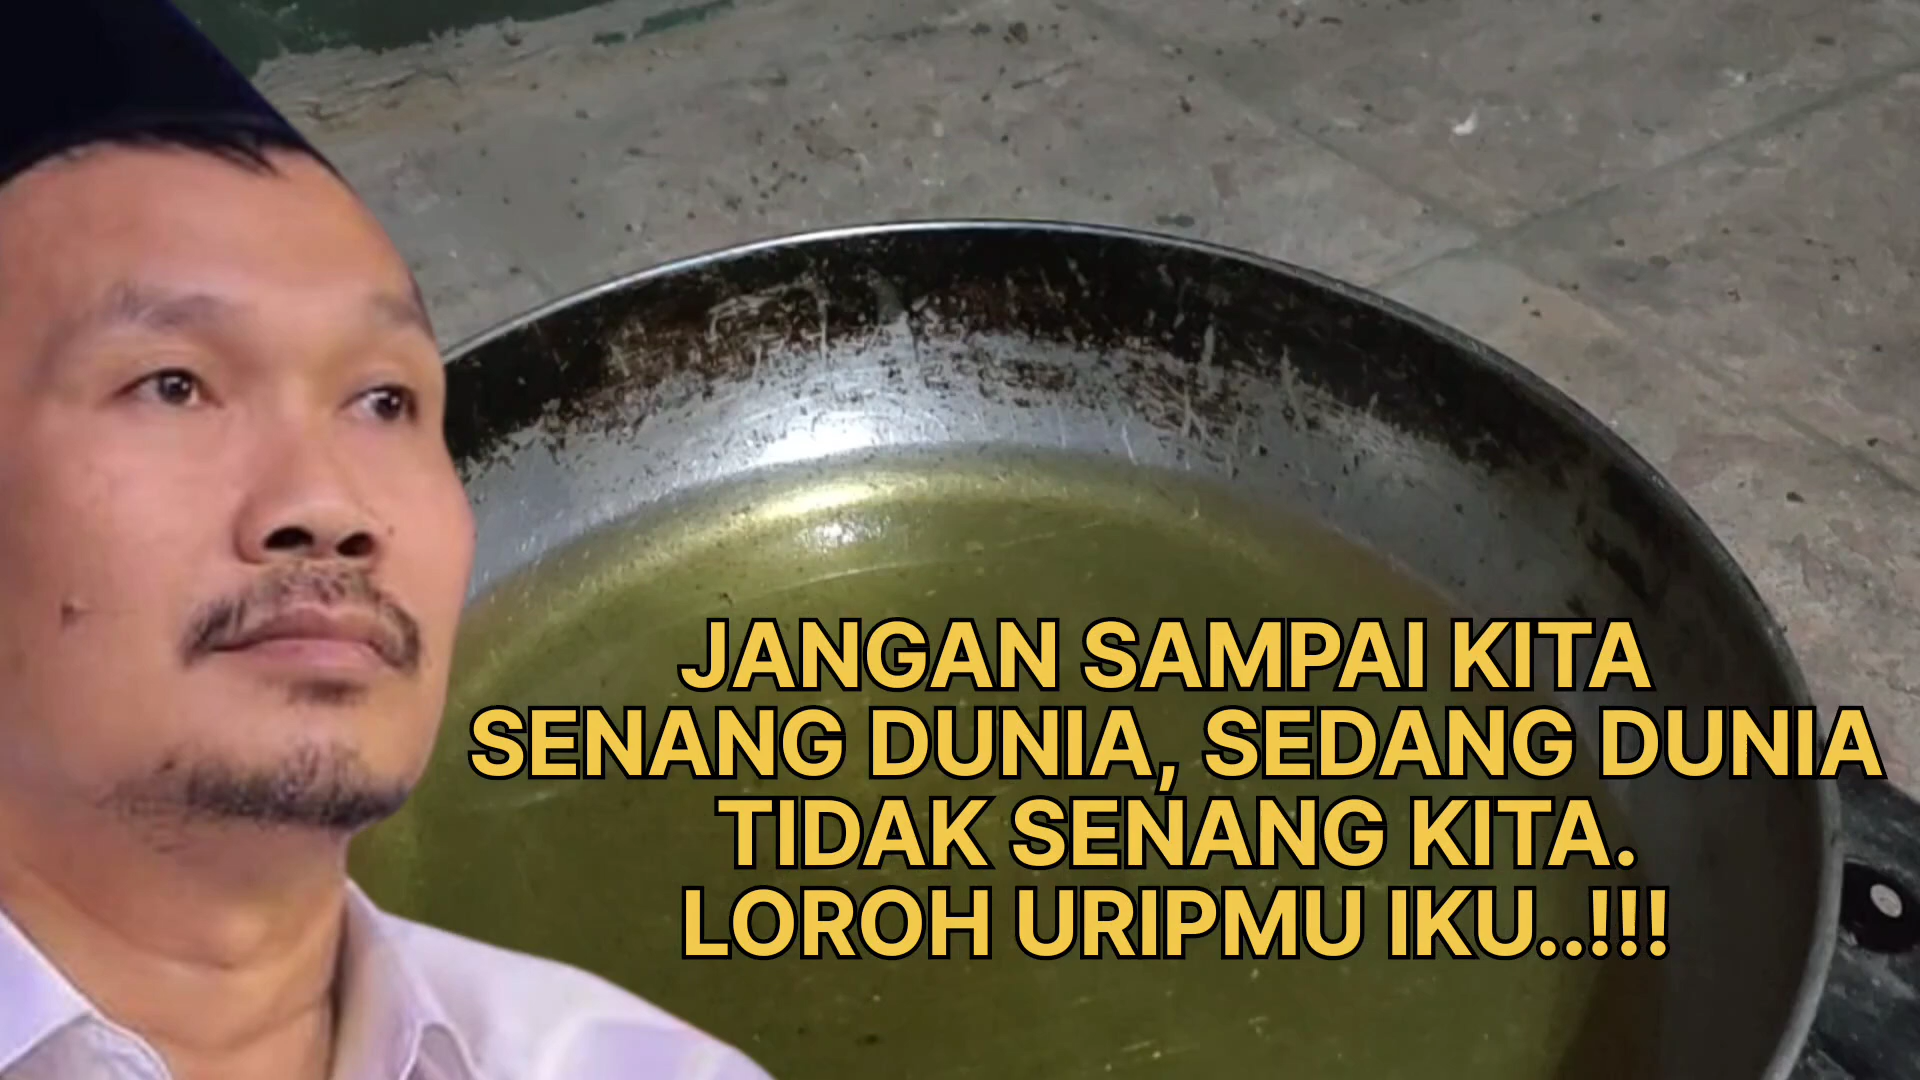 JANGAN SAMPAI KITA
SENANG DUNIA, SEDANG DUNIA
TIDAK SENANG KITA.
LOROH URIPMU IKU..!!!